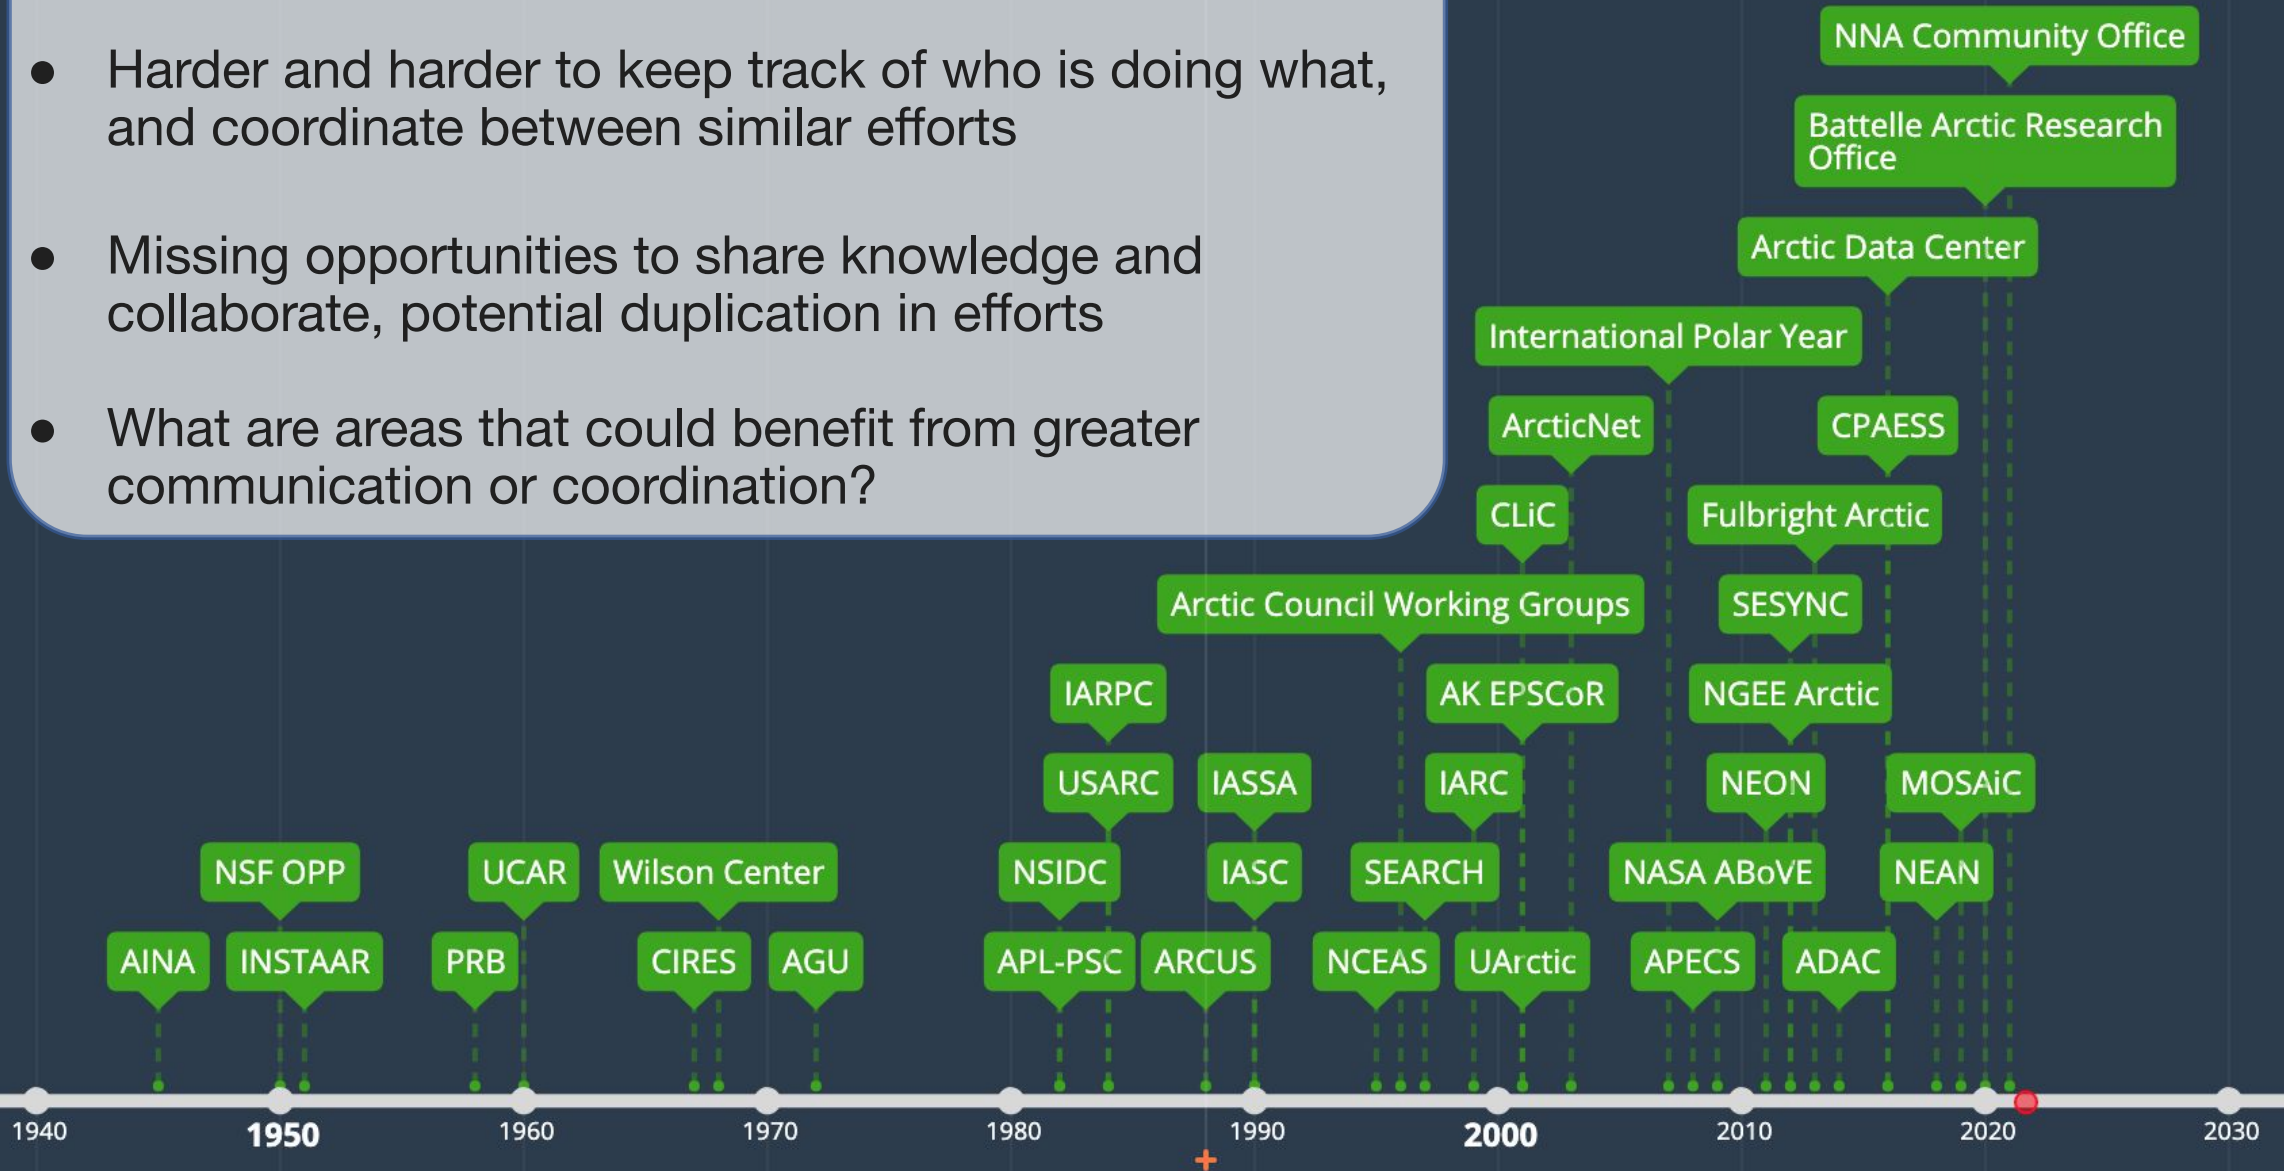 ● Harder and harder to keep track of who is doing what,
and coordinate between similar efforts
● Missing opportunities to share knowledge and
collaborate, potential duplication in efforts
● What are areas that could benefit from greater
communication or coordination?
NNA Community Office
Battelle Arctic Research
Office
Arctic Data Center
International Polar Year
ArcticNet
CPAESS
CLiC
Fulbright Arctic
Arctic Council Working Groups
SESYNC
IARPC
AK EPSCoR
NGEE Arctic
USARC
IASSA
IARC
NEON
MOSAiC
NSF OPP
UCAR
Wilson Center
NSIDC
IASC
SEARCH
NASA ABoVE
NEAN
AINA
INSTAAR
PRB
CIRES
AGU
APL-PSC
ARCUS
NCEAS
UArctic
APECS
ADAC
1940
1950
1960
1970
1980
1990
2000
2010
2020
2030
+